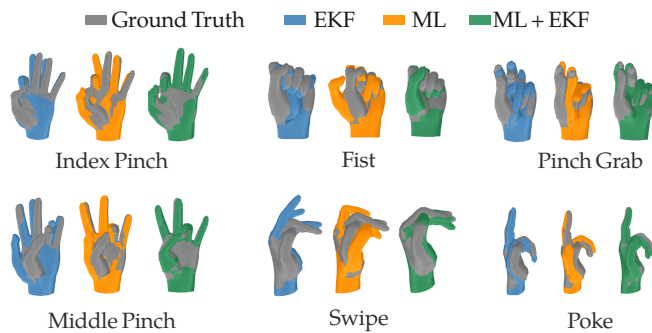 Ground Truth EKF ML ML + EKF
Index Pinch Fist Pinch Grab
Middle Pinch Swipe Poke